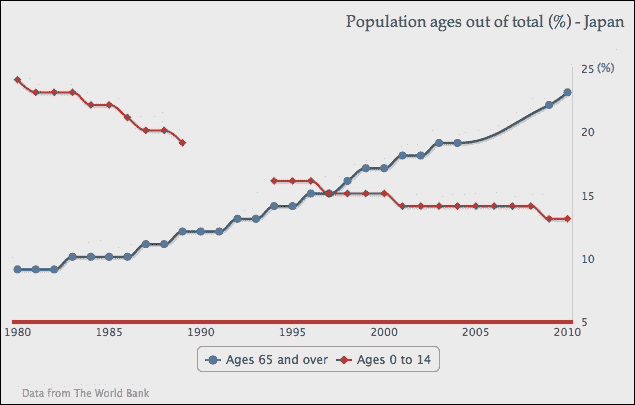 Population ages out of total (%) - Japan
25 (%)
20
15
10
5
1980 1985 1990 1995 2000 2005 2010
Ages 65 and over Ages 0 to 14
Data from The World Bank